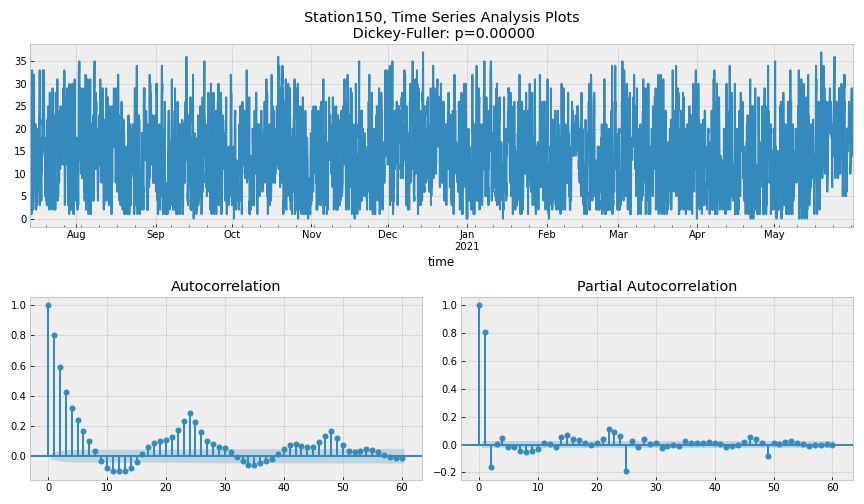 Station150, Time Series Analysis Plots
Dickey-Fuller: p=0.00000
35
30
25
20
15
10
5
0
Aug Sep Oct Nov Dec Jan Feb Mar Apr May
2021
time
Autocorrelation
1.0
0.8
0.6
0.4
0.2
0.0
0 10 20 30 40 50 60
Partial Autocorrelation
1.0
0.8
0.6
0.4
0.2
0.0
−0.2
0 10 20 30 40 50 60